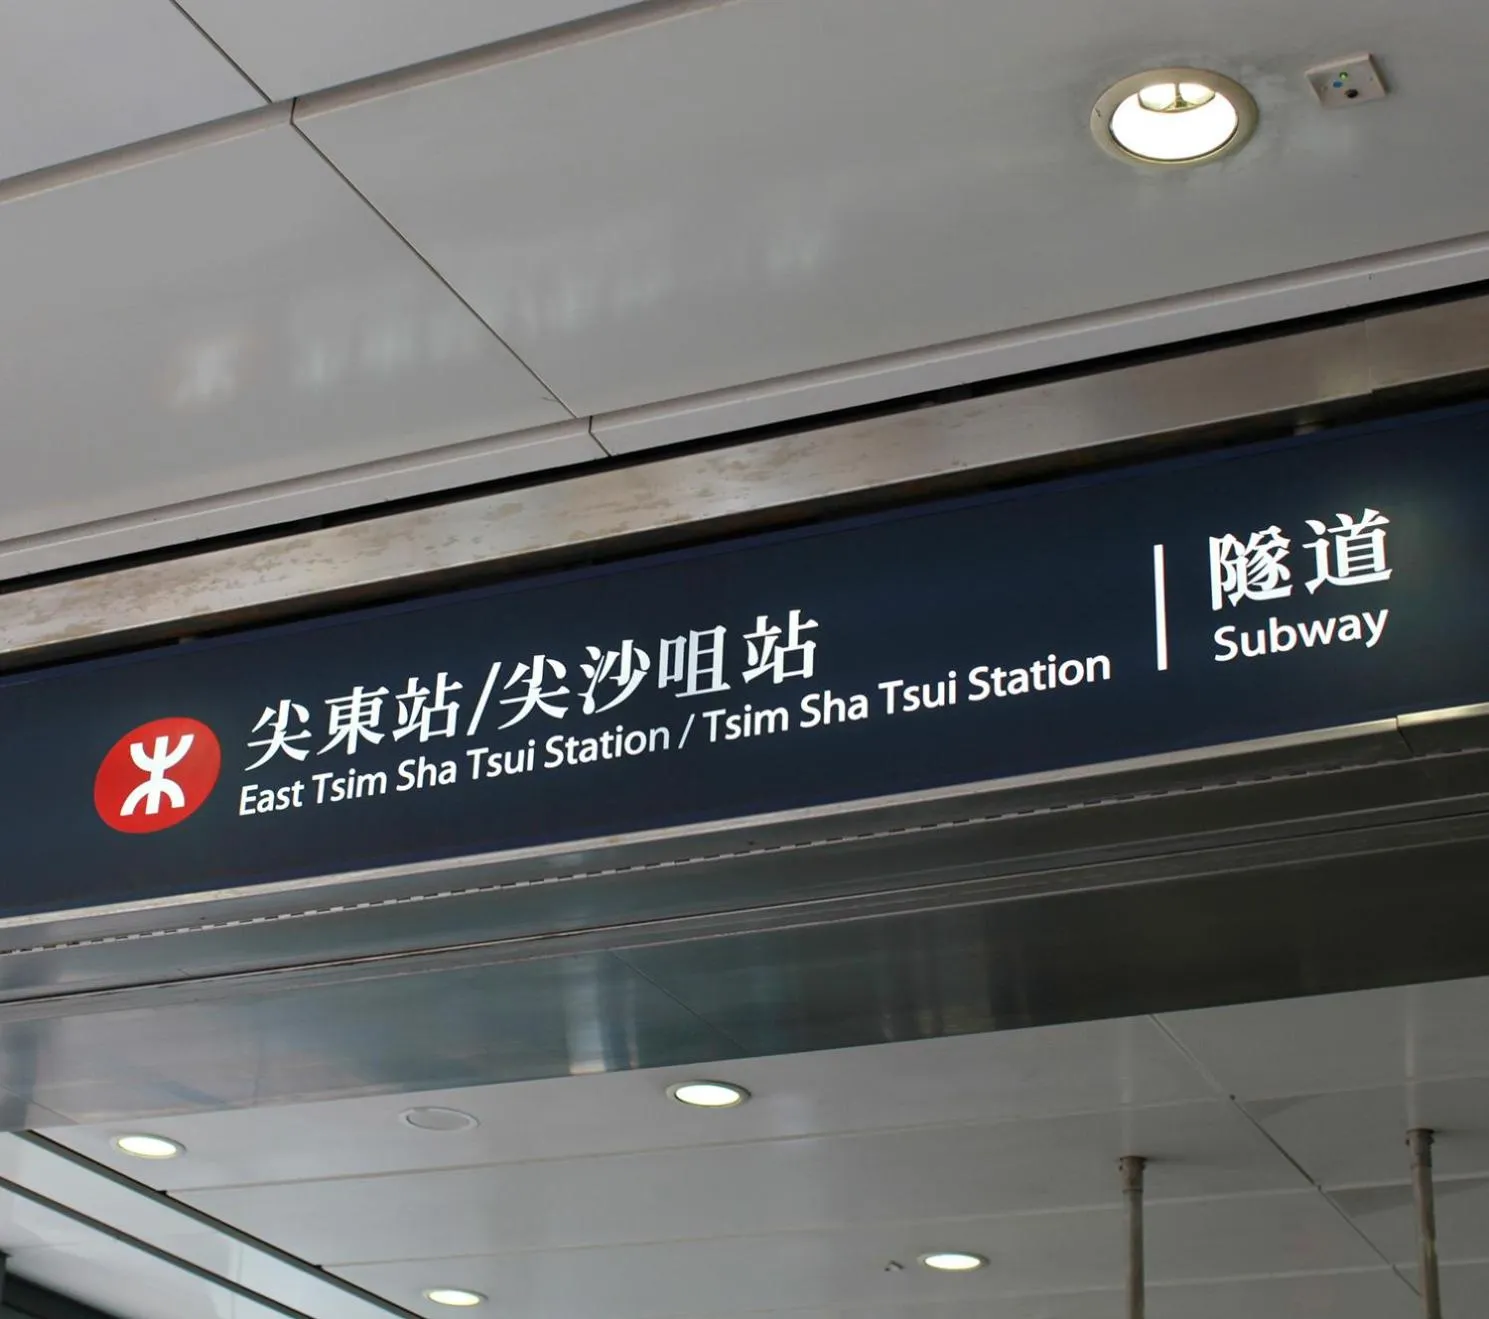 尖東站/尖沙咀站
East Tsim Sha Tsui Station / Tsim Sha Tsui Station
隧道
Subway